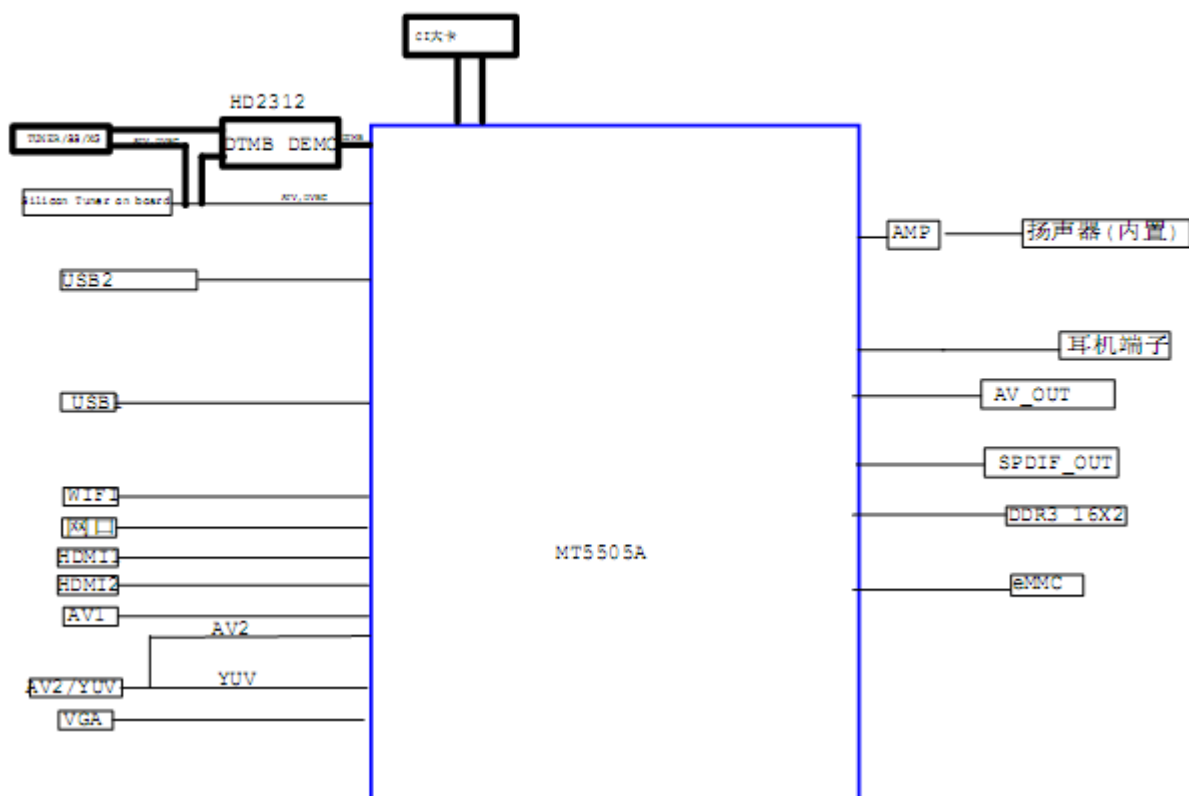 CI大卡
HD2312
DTMB DEMO
Silicon Tuner on board
ATV,DVBC
AMP
扬声器(内置)
USB2
耳机端子
USB1
AV_OUT
SPDIF_OUT
WIFI
DDR3 16X2
网口
MT5505A
HDMI1
HDMI2
eMMC
AV1
AV2
AV2/YUV
YUV
VGA